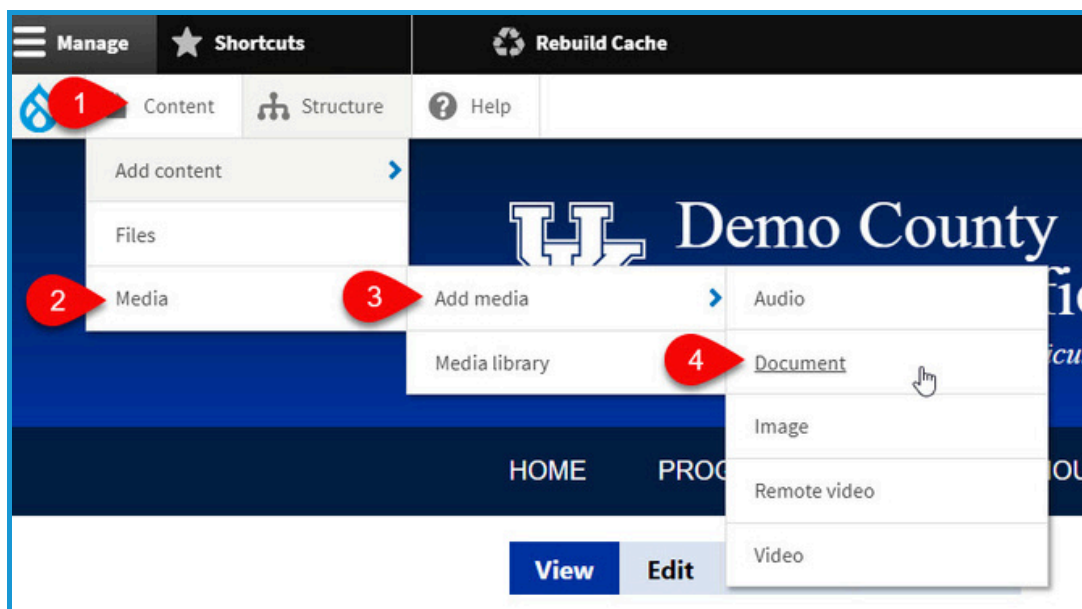 Manage Shortcuts Rebuild Cache
1 Content Structure Help
Add content
Files
UK Demo County
2 Media 3 Add media Audio
Media library 4 Document
Image
HOME Remote video
Video
View Edit